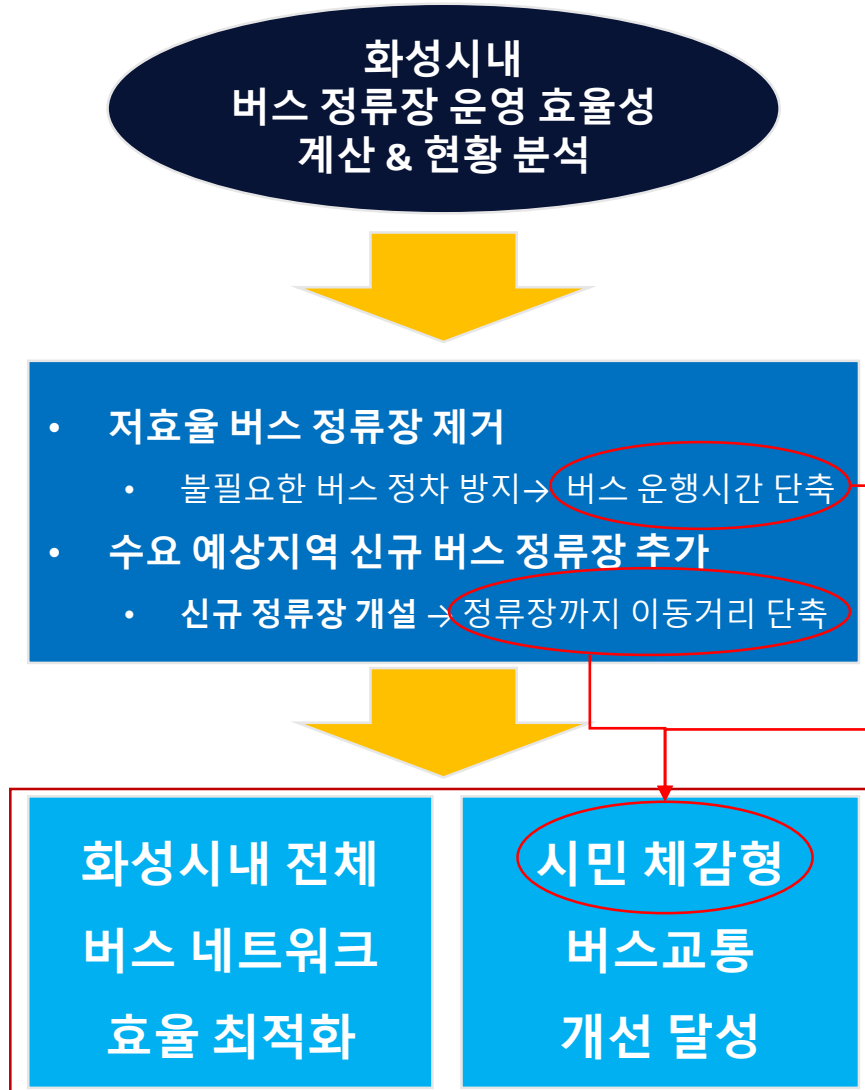 화성시내
버스 정류장 운영 효율성
계산 & 현황 분석
• 저효율 버스 정류장 제거
• 불필요한 버스 정차 방지→ 버스 운행시간 단축
• 수요 예상지역 신규 버스 정류장 추가
• 신규 정류장 개설 → 정류장까지 이동거리 단축
화성시내 전체
버스 네트워크
효율 최적화
시민 체감형
버스교통
개선 달성